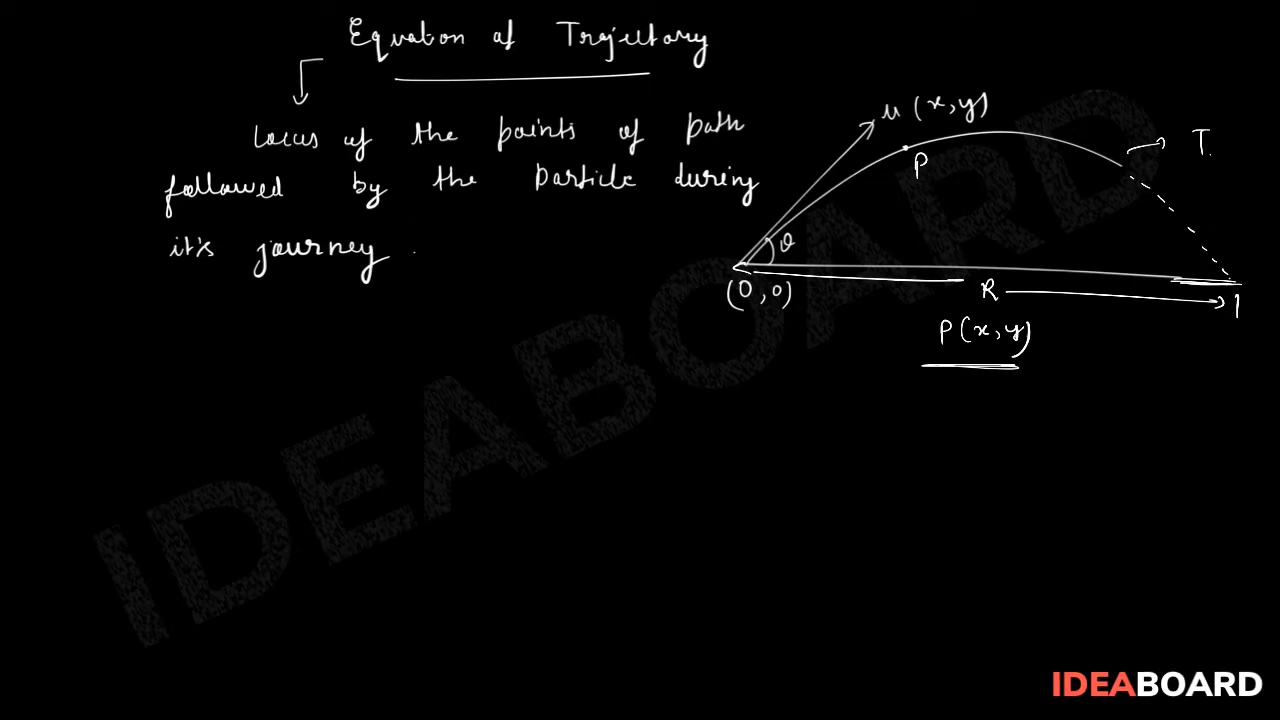 Equation of Trajectory
Locus of the points of path
followed by the particle during
it's journey.
u (x,y)
P
T.
θ
(0,0)
R
P(x,y)
IDEABOARD
IDEABOARD